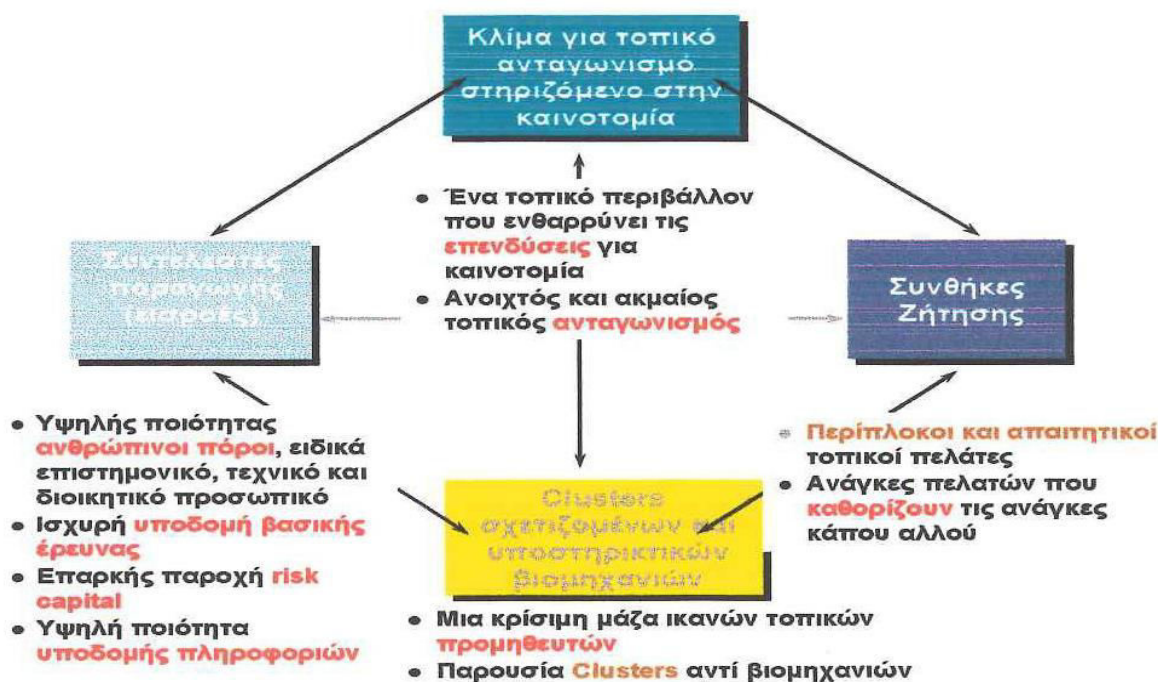 Κλίμα για τοπικό
ανταγωνισμό
στηριζόμενο στην
καινοτομία
• Ένα τοπικό περιβάλλον
που ενθαρρύνει τις
επενδύσεις για
καινοτομία
• Ανοιχτός και ακμαίος
τοπικός ανταγωνισμός
Συντελεστές
παραγωγής
(εισροές)
Συνθήκες
Ζήτησης
• Υψηλής ποιότητας
ανθρώπινοι πόροι, ειδικά
επιστημονικό, τεχνικό και
διοικητικό προσωπικό
• Ισχυρή υποδομή βασικής
έρευνας
• Επαρκής παροχή risk
capital
• Υψηλή ποιότητα
υποδομής πληροφοριών
• Περίπλοκοι και απαιτητικοί
τοπικοί πελάτες
• Ανάγκες πελατών που
καθορίζουν τις ανάγκες
κάπου αλλού
Clusters
σχετιζομένων και
υποστηρικτικών
βιομηχανιών
• Μια κρίσιμη μάζα ικανών τοπικών
προμηθευτών
• Παρουσία Clusters αντί βιομηχανιών